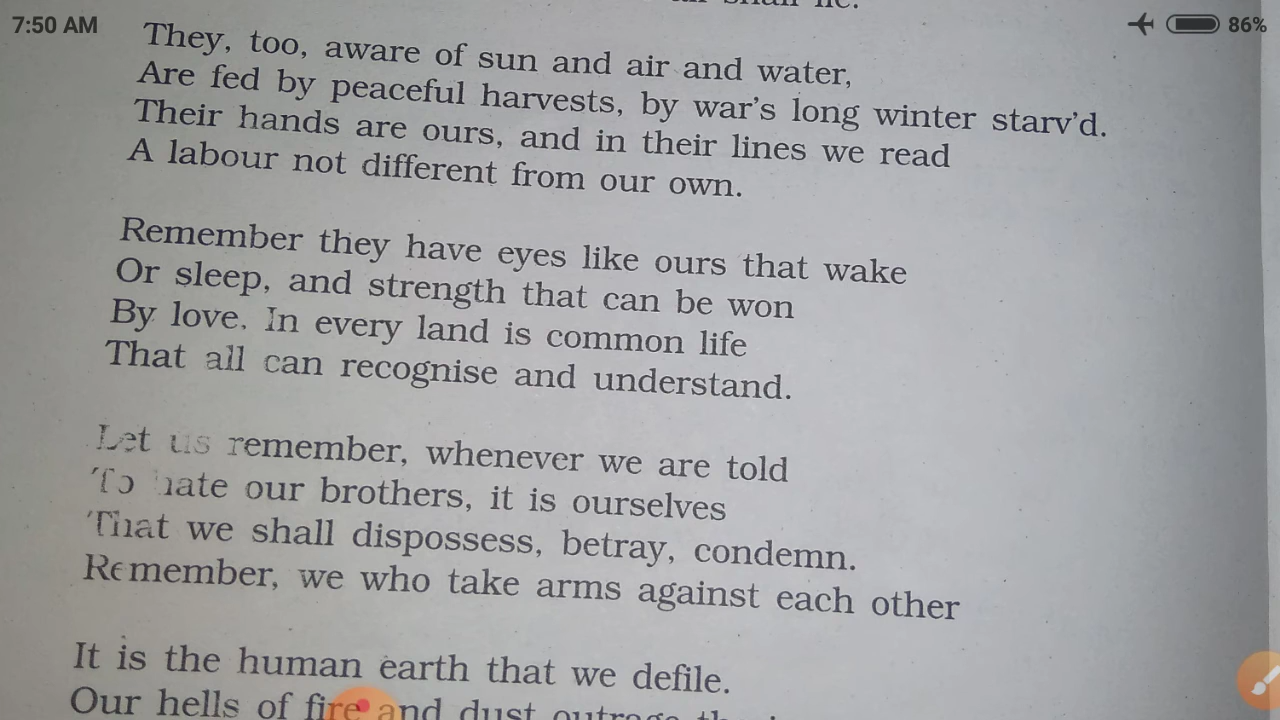 7:50 AM
86%
They, too, aware of sun and air and water,
Are fed by peaceful harvests, by war's long winter starv'd.
Their hands are ours, and in their lines we read
A labour not different from our own.
Remember they have eyes like ours that wake
Or sleep, and strength that can be won
By love. In every land is common life
That all can recognise and understand.
Let us remember, whenever we are told
To hate our brothers, it is ourselves
That we shall dispossess, betray, condemn.
Remember, we who take arms against each other
It is the human earth that we defile.
Our hells of fire and dust outrage